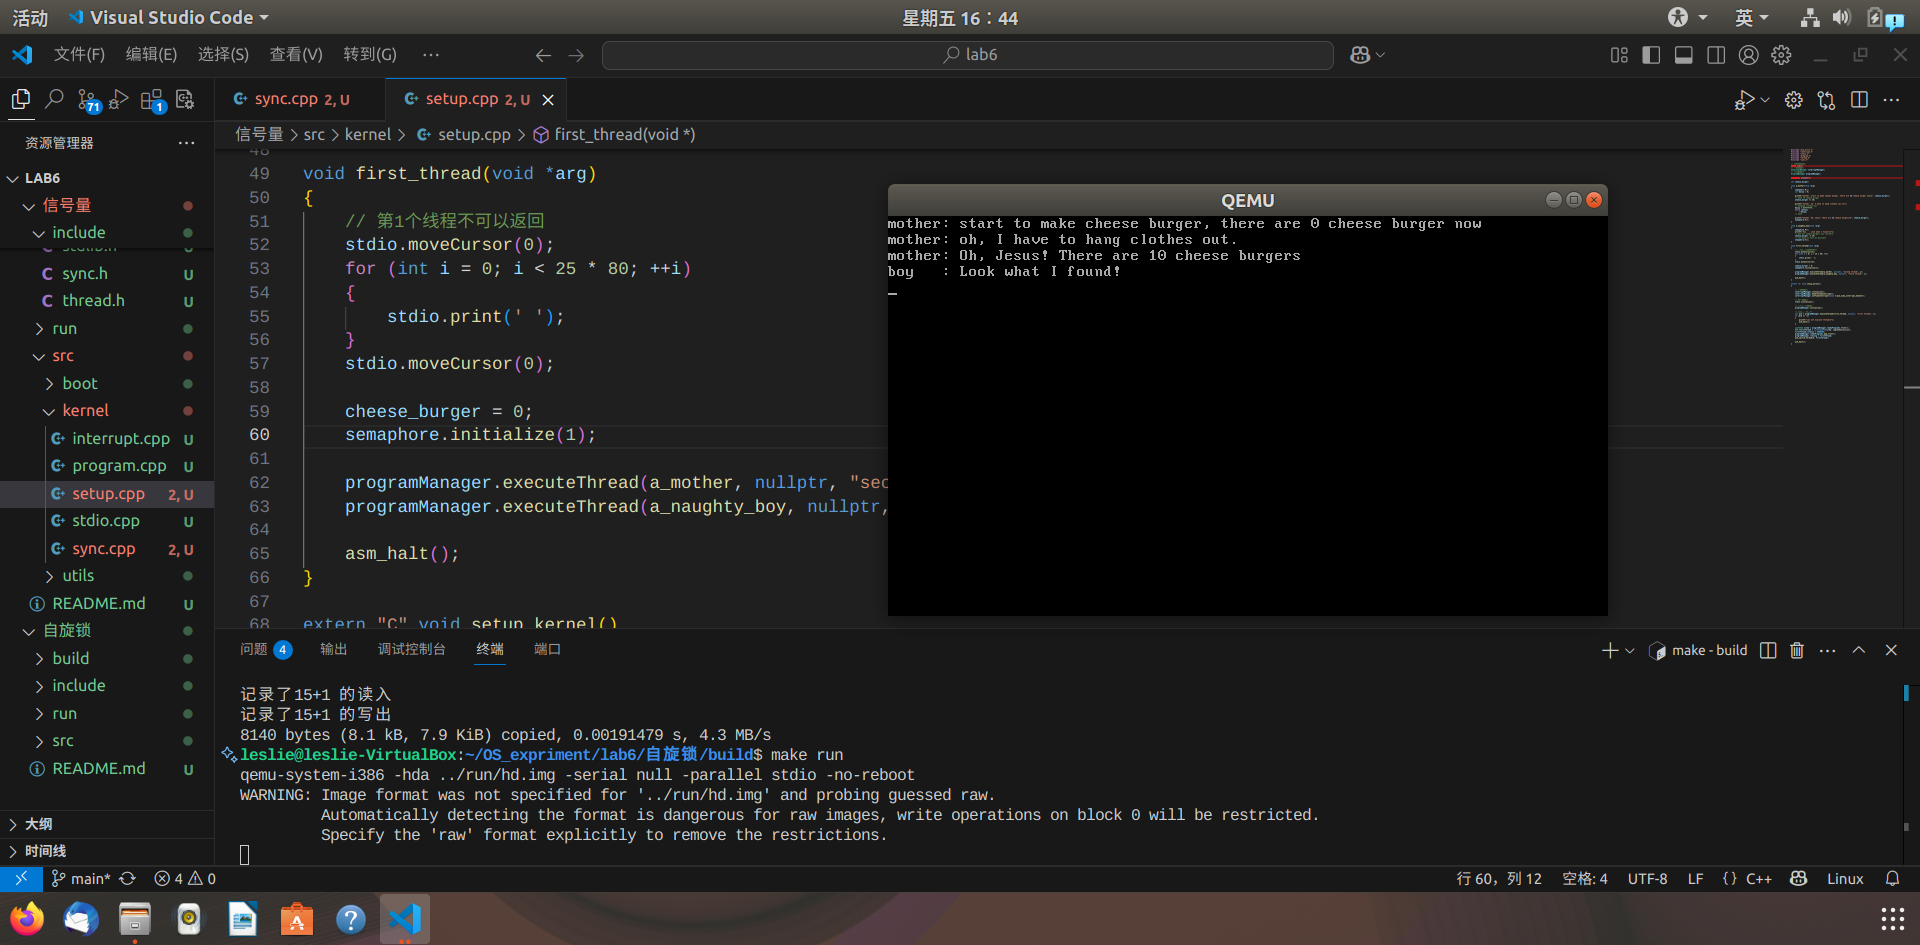 活动 Visual Studio Code 星期五 16：44 英
文件(F) 编辑(E) 选择(S) 查看(V) 转到(G) ··· lab6
71 1 sync.cpp 2, U setup.cpp 2, U
资源管理器
信号量 > src > kernel > setup.cpp > first_thread(void *)
LAB6
信号量
include
stdlib.h U
sync.h U
thread.h U
run
src
boot
kernel
interrupt.cpp U
program.cpp U
setup.cpp 2, U
stdio.cpp U
sync.cpp 2, U
utils
README.md U
自旋锁
build
include
run
src
README.md U
大纲
时间线
48
49 void first_thread(void *arg)
50 {
51 // 第1个线程不可以返回
52 stdio.moveCursor(0);
53 for (int i = 0; i < 25 * 80; ++i)
54 {
55 stdio.print(' ');
56 }
57 stdio.moveCursor(0);
58
59 cheese_burger = 0;
60 semaphore.initialize(1);
61
62 programManager.executeThread(a_mother, nullptr, "sec
63 programManager.executeThread(a_naughty_boy, nullptr,
64
65 asm_halt();
66 }
67
68 extern "C" void setup_kernel()
QEMU
mother: start to make cheese burger, there are 0 cheese burger now
mother: oh, I have to hang clothes out.
mother: Oh, Jesus! There are 10 cheese burgers
boy : Look what I found!
问题 4 输出 调试控制台 终端 端口 make - build
记录了15+1 的读入
记录了15+1 的写出
8140 bytes (8.1 kB, 7.9 KiB) copied, 0.00191479 s, 4.3 MB/s
leslie@leslie-VirtualBox:~/OS_expriment/lab6/自旋锁/build$ make run
qemu-system-i386 -hda ../run/hd.img -serial null -parallel stdio -no-reboot
WARNING: Image format was not specified for '../run/hd.img' and probing guessed raw.
Automatically detecting the format is dangerous for raw images, write operations on block 0 will be restricted.
Specify the 'raw' format explicitly to remove the restrictions.
main* 4 0 行 60，列 12 空格: 4 UTF-8 LF {} C++ Linux